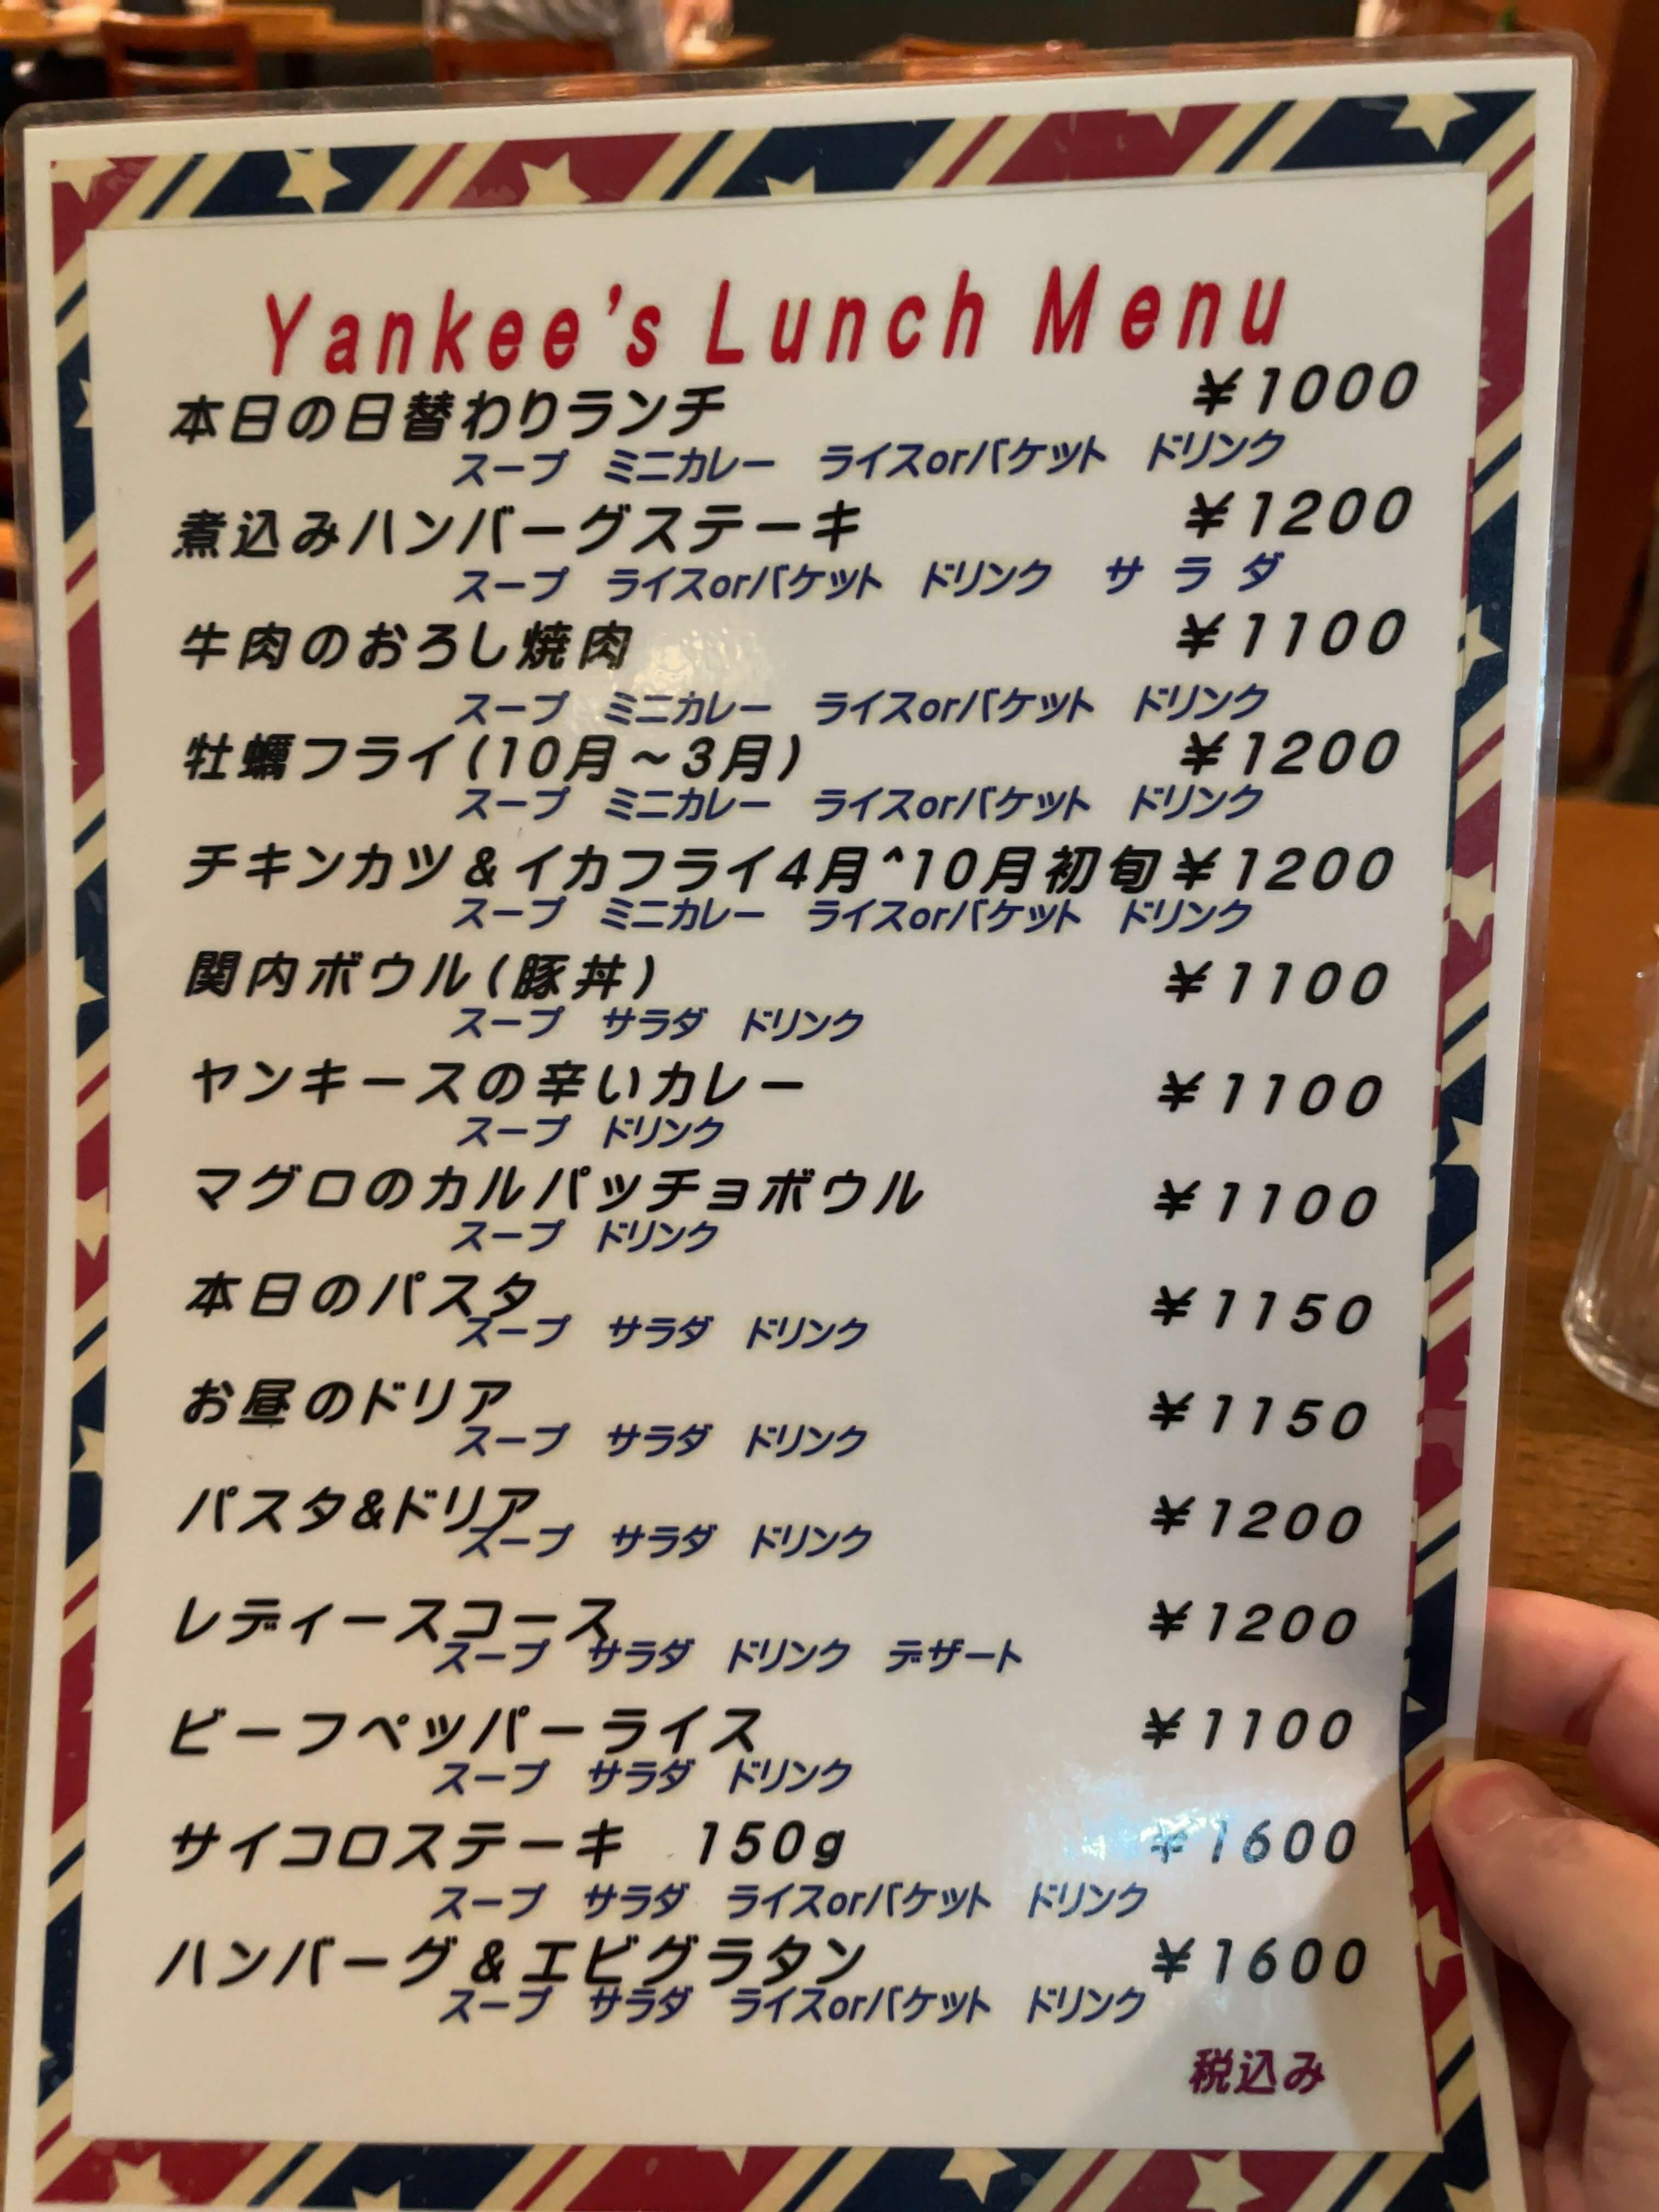 Yankee's Lunch Menu
本日の日替わりランチ ¥1000
スープ ミニカレー ライスorバケット ドリンク
煮込みハンバーグステーキ ¥1200
スープ ライスorバケット ドリンク サラダ
牛肉のおろし焼肉 ¥1100
スープ ミニカレー ライスorバケット ドリンク
牡蠣フライ(10月～3月) ¥1200
スープ ミニカレー ライスorバケット ドリンク
チキンカツ&イカフライ4月^10月初旬¥1200
スープ ミニカレー ライスorバケット ドリンク
関内ボウル(豚丼) ¥1100
スープ サラダ ドリンク
ヤンキースの辛いカレー ¥1100
スープ ドリンク
マグロのカルパッチョボウル ¥1100
スープ ドリンク
本日のパスタ ¥1150
スープ サラダ ドリンク
お昼のドリア ¥1150
スープ サラダ ドリンク
パスタ&ドリア ¥1200
スープ サラダ ドリンク
レディースコース ¥1200
スープ サラダ ドリンク デザート
ビーフペッパーライス ¥1100
スープ サラダ ドリンク
サイコロステーキ 150g ¥1600
スープ サラダ ライスorバケット ドリンク
ハンバーグ&エビグラタン ¥1600
スープ サラダ ライスorバケット ドリンク
税込み